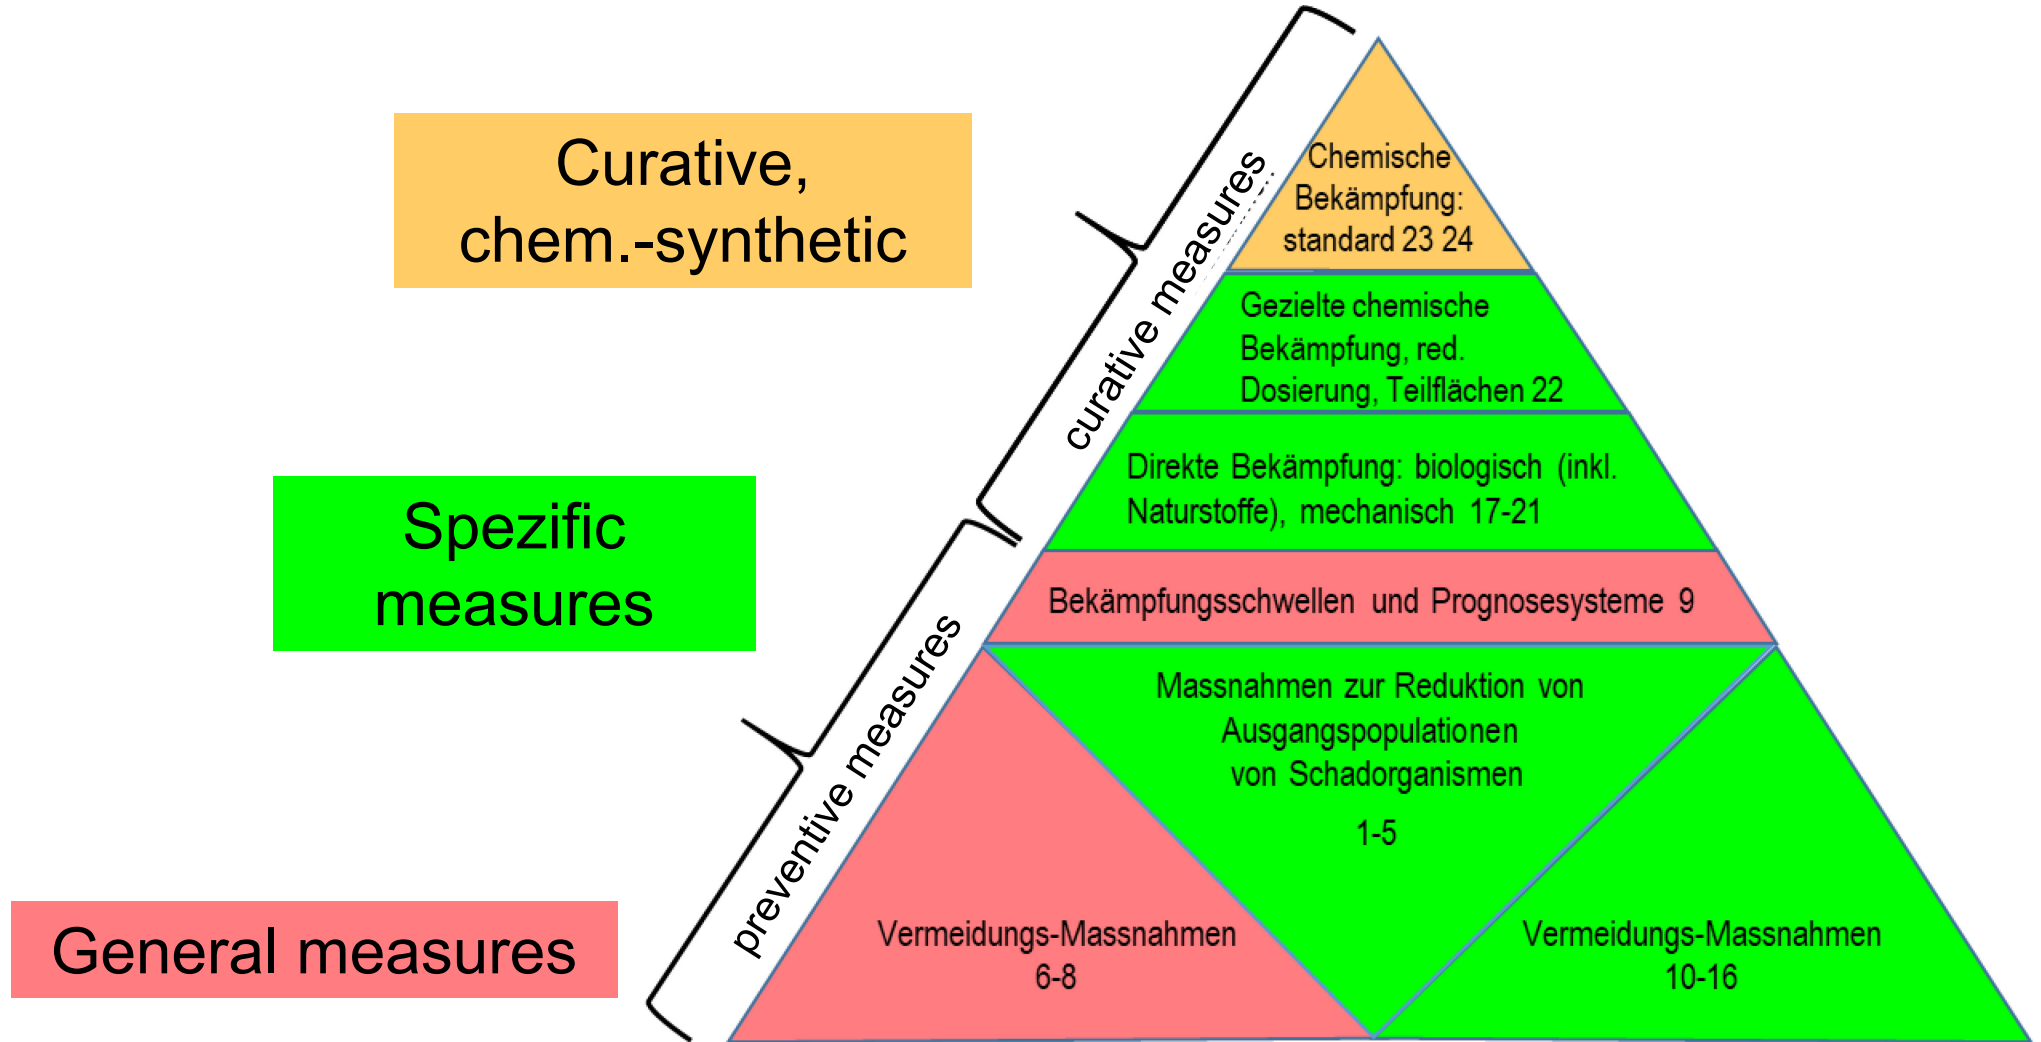 Curative,
chem.-synthetic
Spezific
measures
General measures
curative measures
preventive measures
Chemische
Bekämpfung:
standard 23 24
Gezielte chemische
Bekämpfung, red.
Dosierung, Teilflächen 22
Direkte Bekämpfung: biologisch (inkl.
Naturstoffe), mechanisch 17-21
Bekämpfungsschwellen und Prognosesysteme 9
Massnahmen zur Reduktion von
Ausgangspopulationen
von Schadorganismen
1-5
Vermeidungs-Massnahmen
6-8
Vermeidungs-Massnahmen
10-16